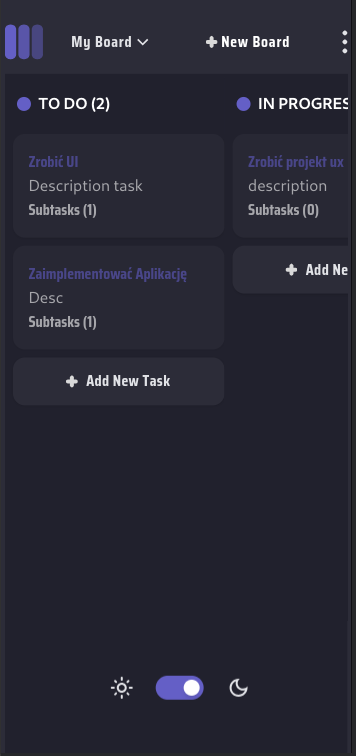 My Board
New Board
TO DO (2)
Zrobić UI
Description task
Subtasks (1)
Zaimplementować Aplikację
Desc
Subtasks (1)
Add New Task
IN PROGRES
Zrobić projekt ux
description
Subtasks (0)
Add Ne